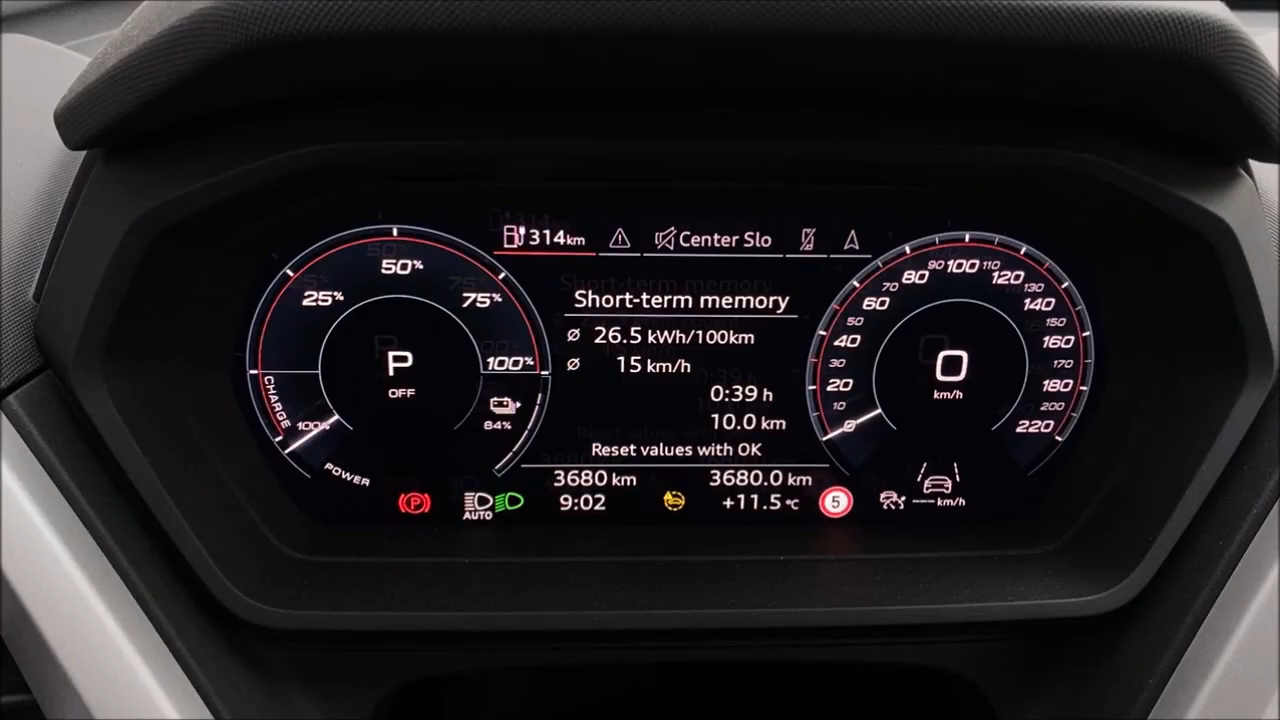 314km Center Slo
50%
25%
75%
100%
P
OFF
CHARGE
100%
64%
POWER
Short-term memory
ø 26.5 kWh/100km
ø 15 km/h
0:39 h
10.0 km
Reset values with OK
3680 km 3680.0 km
AUTO 9:02 +11.5 °C 5 ---- km/h
0 10 20 30 40 50 60 70 80 90 100 110 120 130 140 150 160 170 180 200 220
0
km/h
P